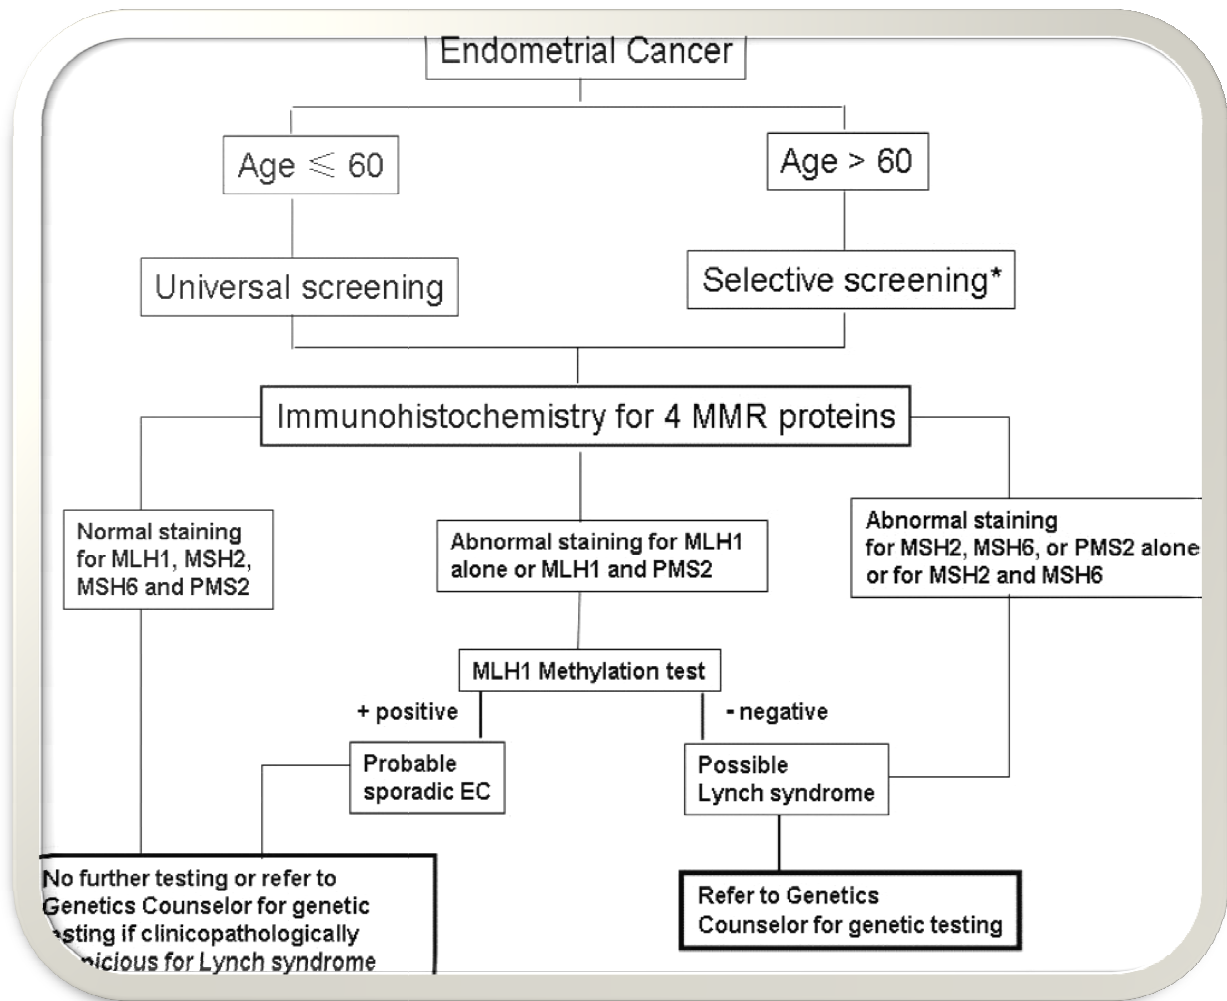 Endometrial Cancer
Age ⩽ 60
Age > 60
Universal screening
Selective screening*
Immunohistochemistry for 4 MMR proteins
Normal staining
for MLH1, MSH2,
MSH6 and PMS2
Abnormal staining for MLH1
alone or MLH1 and PMS2
Abnormal staining
for MSH2, MSH6, or PMS2 alone
or for MSH2 and MSH6
MLH1 Methylation test
+ positive
- negative
Probable
sporadic EC
Possible
Lynch syndrome
No further testing or refer to
Genetics Counselor for genetic
esting if clinicopathologically
picious for Lynch syndrome
Refer to Genetics
Counselor for genetic testing